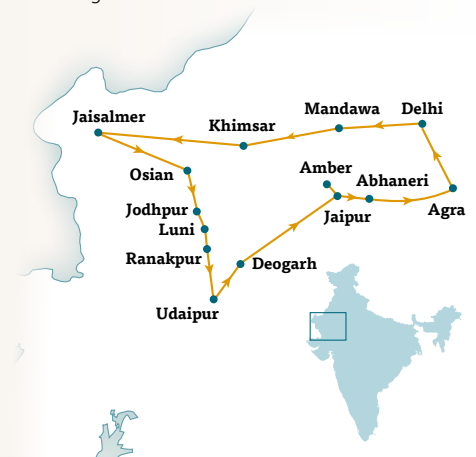 Jaisalmer
Khimsar
Mandawa
Delhi
Osian
Amber
Abhaneri
Jodhpur
Jaipur
Agra
Luni
Ranakpur
Deogarh
Udaipur